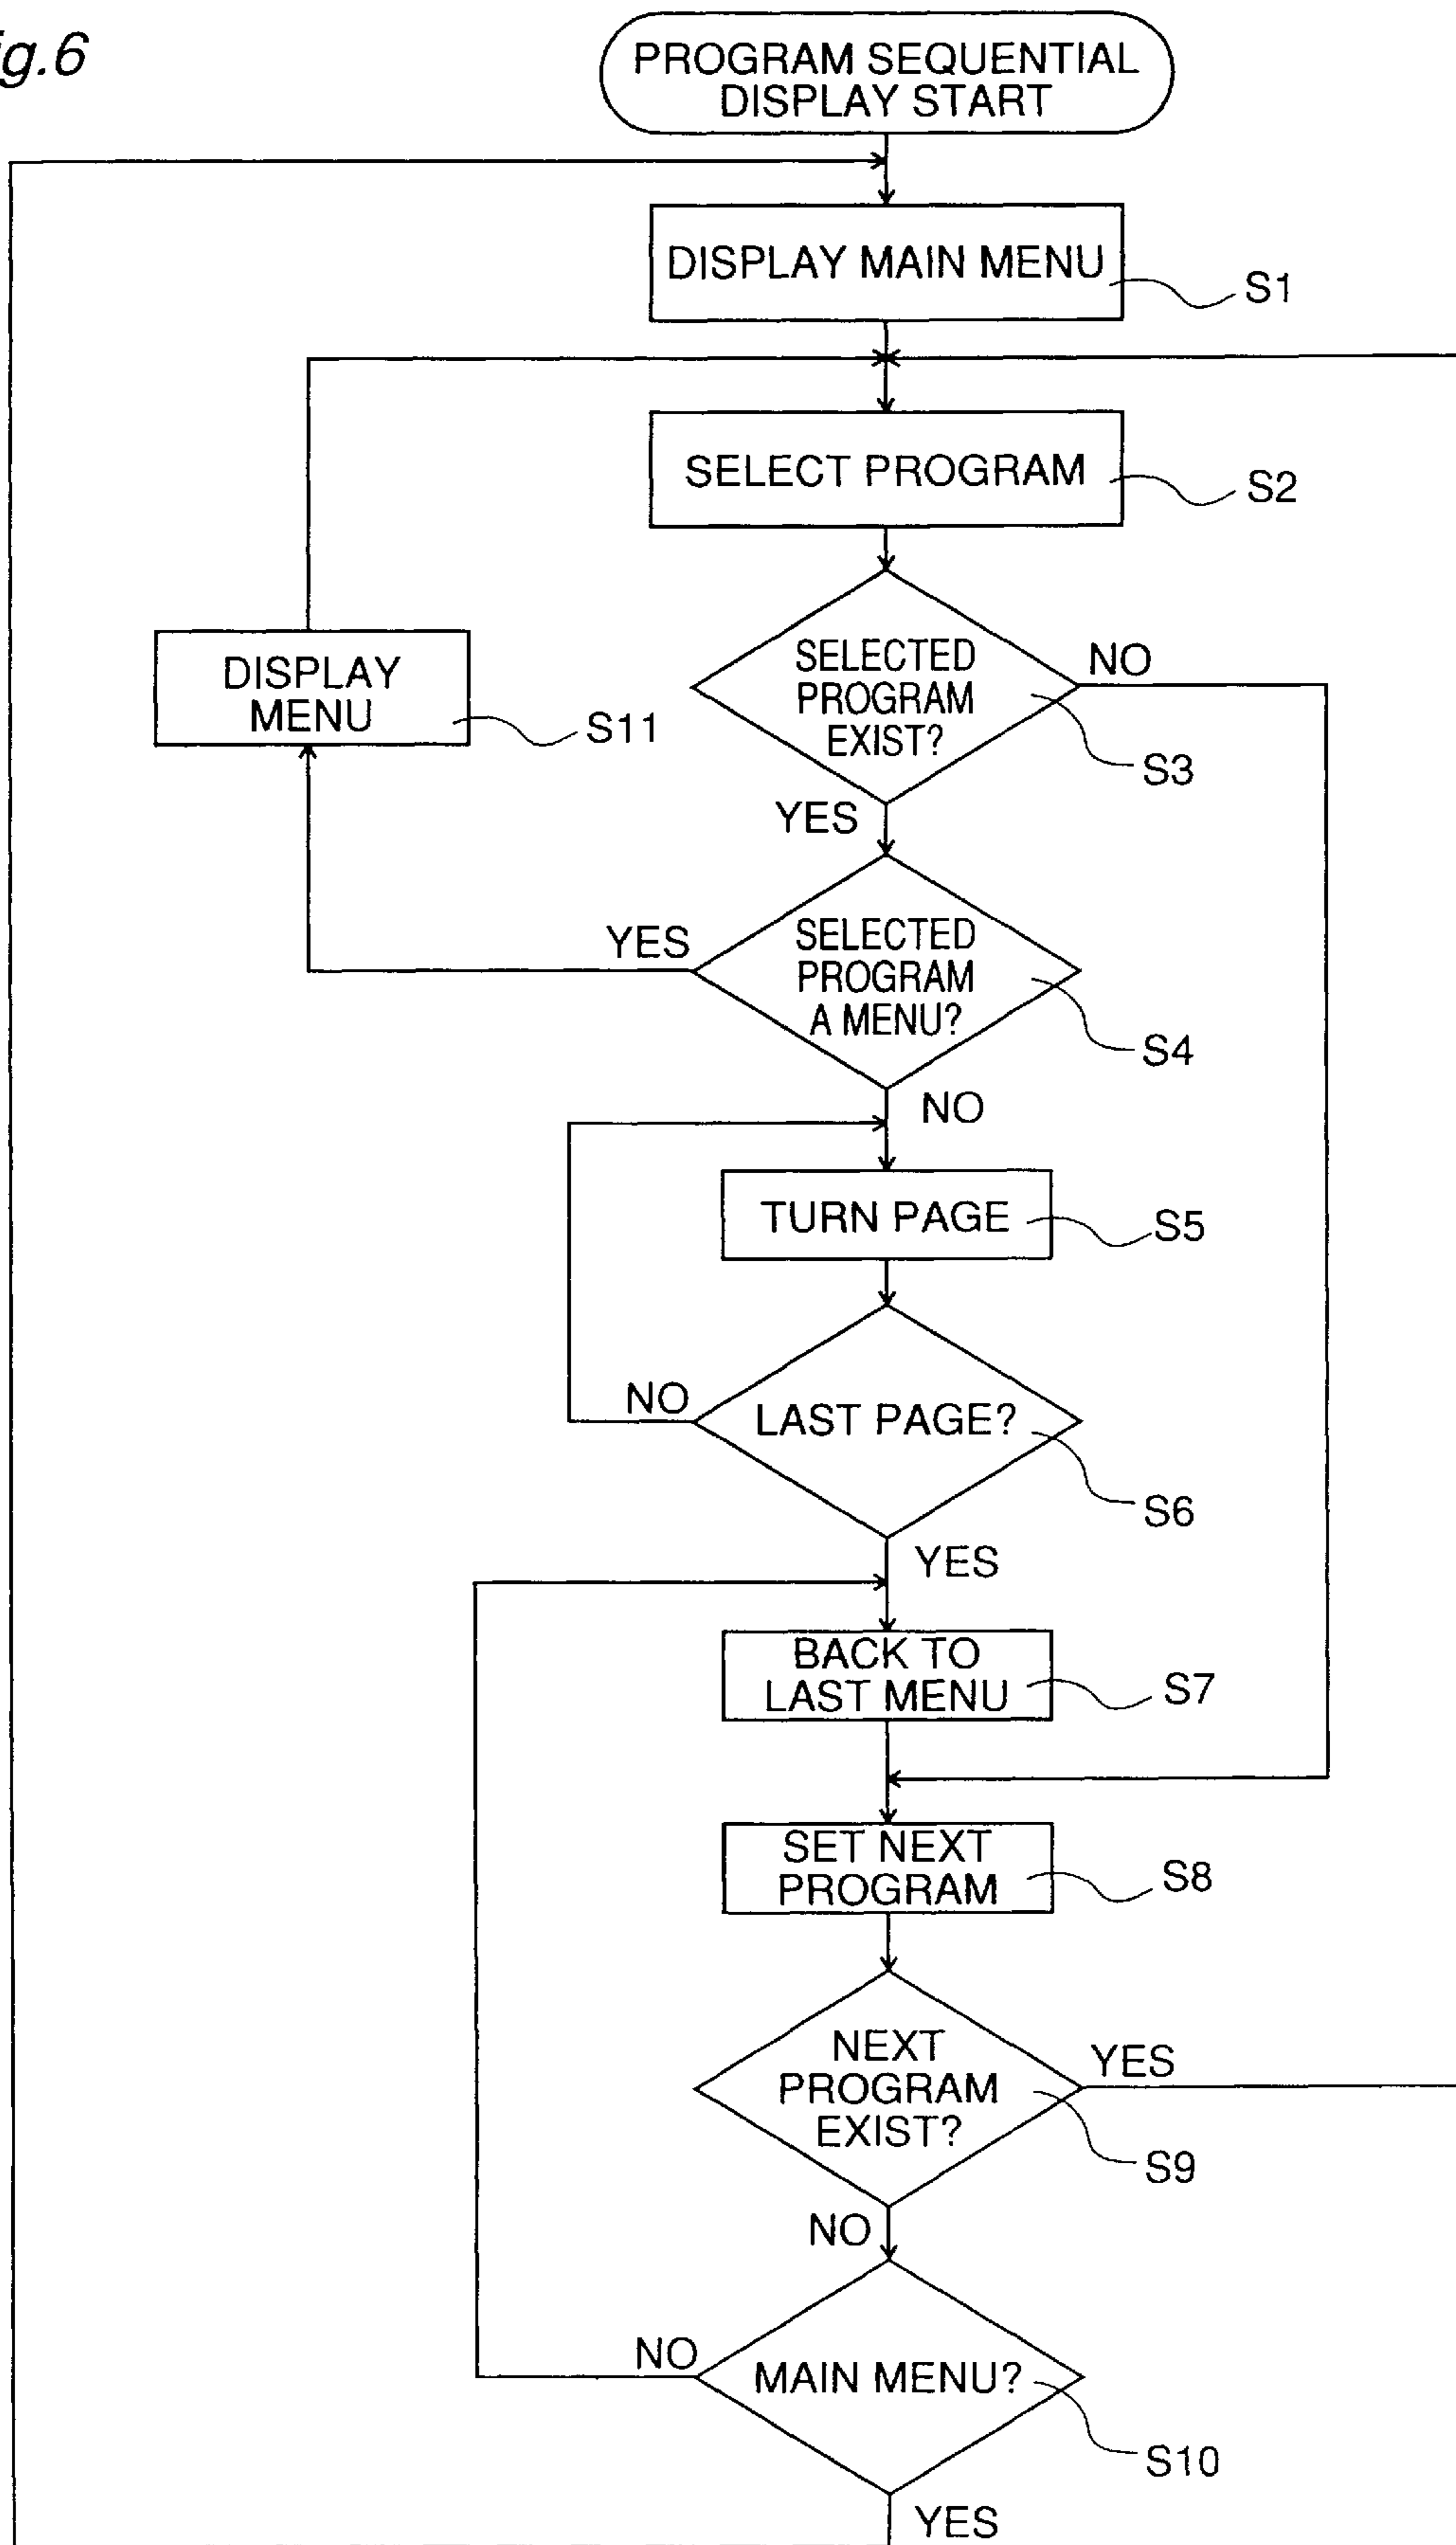 ig.6
PROGRAM SEQUENTIAL
DISPLAY START
DISPLAY MAIN MENU
S1
SELECT PROGRAM
S2
SELECTED
PROGRAM
EXIST?
NO
S3
DISPLAY
MENU
S11
YES
SELECTED
PROGRAM
A MENU?
YES
S4
NO
TURN PAGE
S5
LAST PAGE?
NO
S6
YES
BACK TO
LAST MENU
S7
SET NEXT
PROGRAM
S8
NEXT
PROGRAM
EXIST?
YES
S9
NO
MAIN MENU?
NO
S10
YES